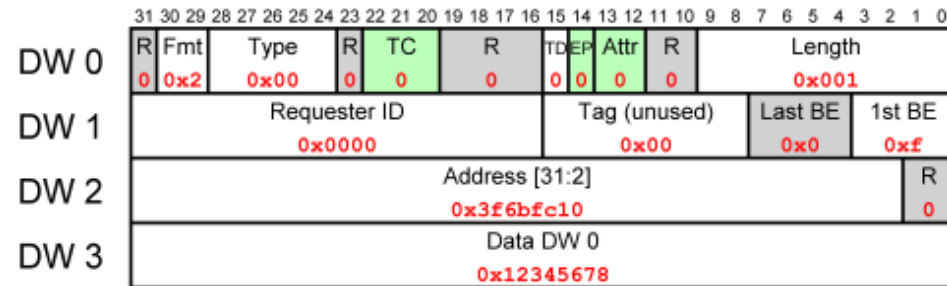 31 30 29 28 27 26 25 24 23 22 21 20 19 18 17 16 15 14 13 12 11 10 9 8 7 6 5 4 3 2 1 0
DW 0 R Fmt Type R TC R TD EP Attr R Length
0 0x2 0x00 0 0 0 0 0 0 0 0x001
DW 1 Requester ID Tag (unused) Last BE 1st BE
0x0000 0x00 0x0 0xf
DW 2 Address [31:2] R
0x3f6bfc10 0
DW 3 Data DW 0
0x12345678